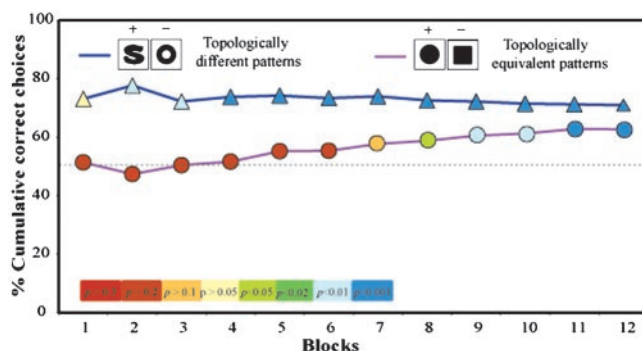 100
80
60
40
20
0
% Cumulative correct choices
+ −
Topologically
different patterns
+ −
Topologically
equivalent patterns
p>0.2 p>0.1 p>0.05 p<0.05 p<0.02 p<0.01 p<0.001
1 2 3 4 5 6 7 8 9 10 11 12
Blocks